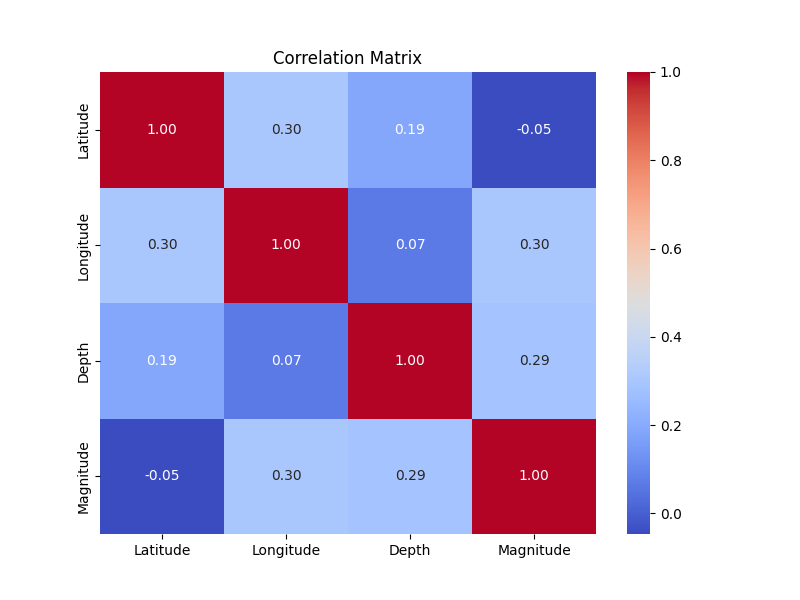 Correlation Matrix
Latitude 1.00 0.30 0.19 -0.05
Longitude 0.30 1.00 0.07 0.30
Depth 0.19 0.07 1.00 0.29
Magnitude -0.05 0.30 0.29 1.00
Latitude Longitude Depth Magnitude
1.0
0.8
0.6
0.4
0.2
0.0